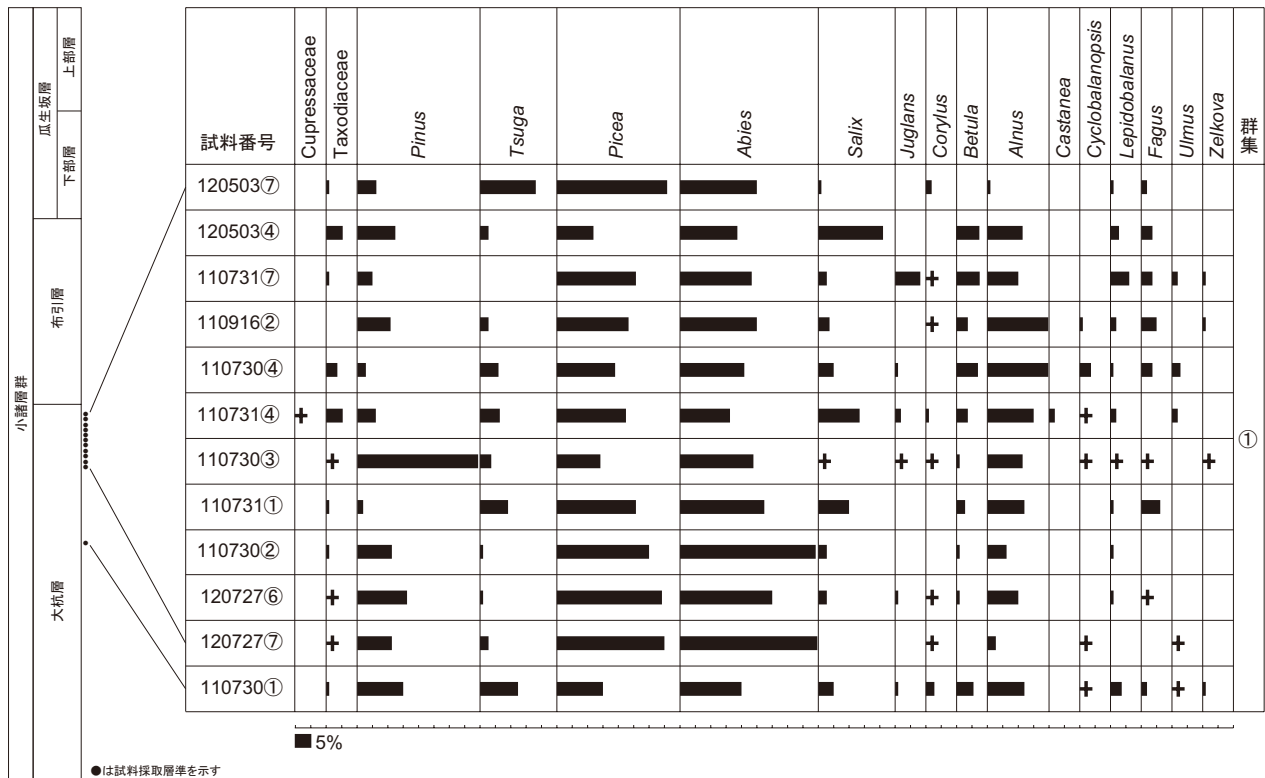 小諸層群
瓜生坂層
上部層
下部層
布引層
大杭層
試料番号 Cupressaceae Taxodiaceae Pinus Tsuga Picea Abies Salix Juglans Corylus Betula Alnus Castanea Cyclobalanopsis Lepidobalanus Fagus Ulmus Zelkova 群集
120503⑦
120503④
110731⑦ +
110916② +
110730④
110731④ + +
110730③ + + + + + + + +
110731①
110730②
120727⑥ + + +
120727⑦ + + + +
110730① + +
①
5%
●は試料採取層準を示す